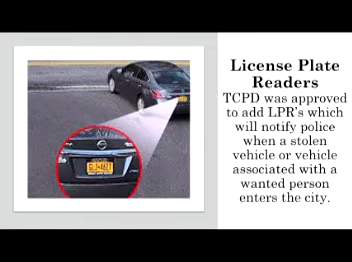 License Plate
Readers
TCPD was approved
to add LPR's which
will notify police
when a stolen
vehicle or vehicle
associated with a
wanted person
enters the city.